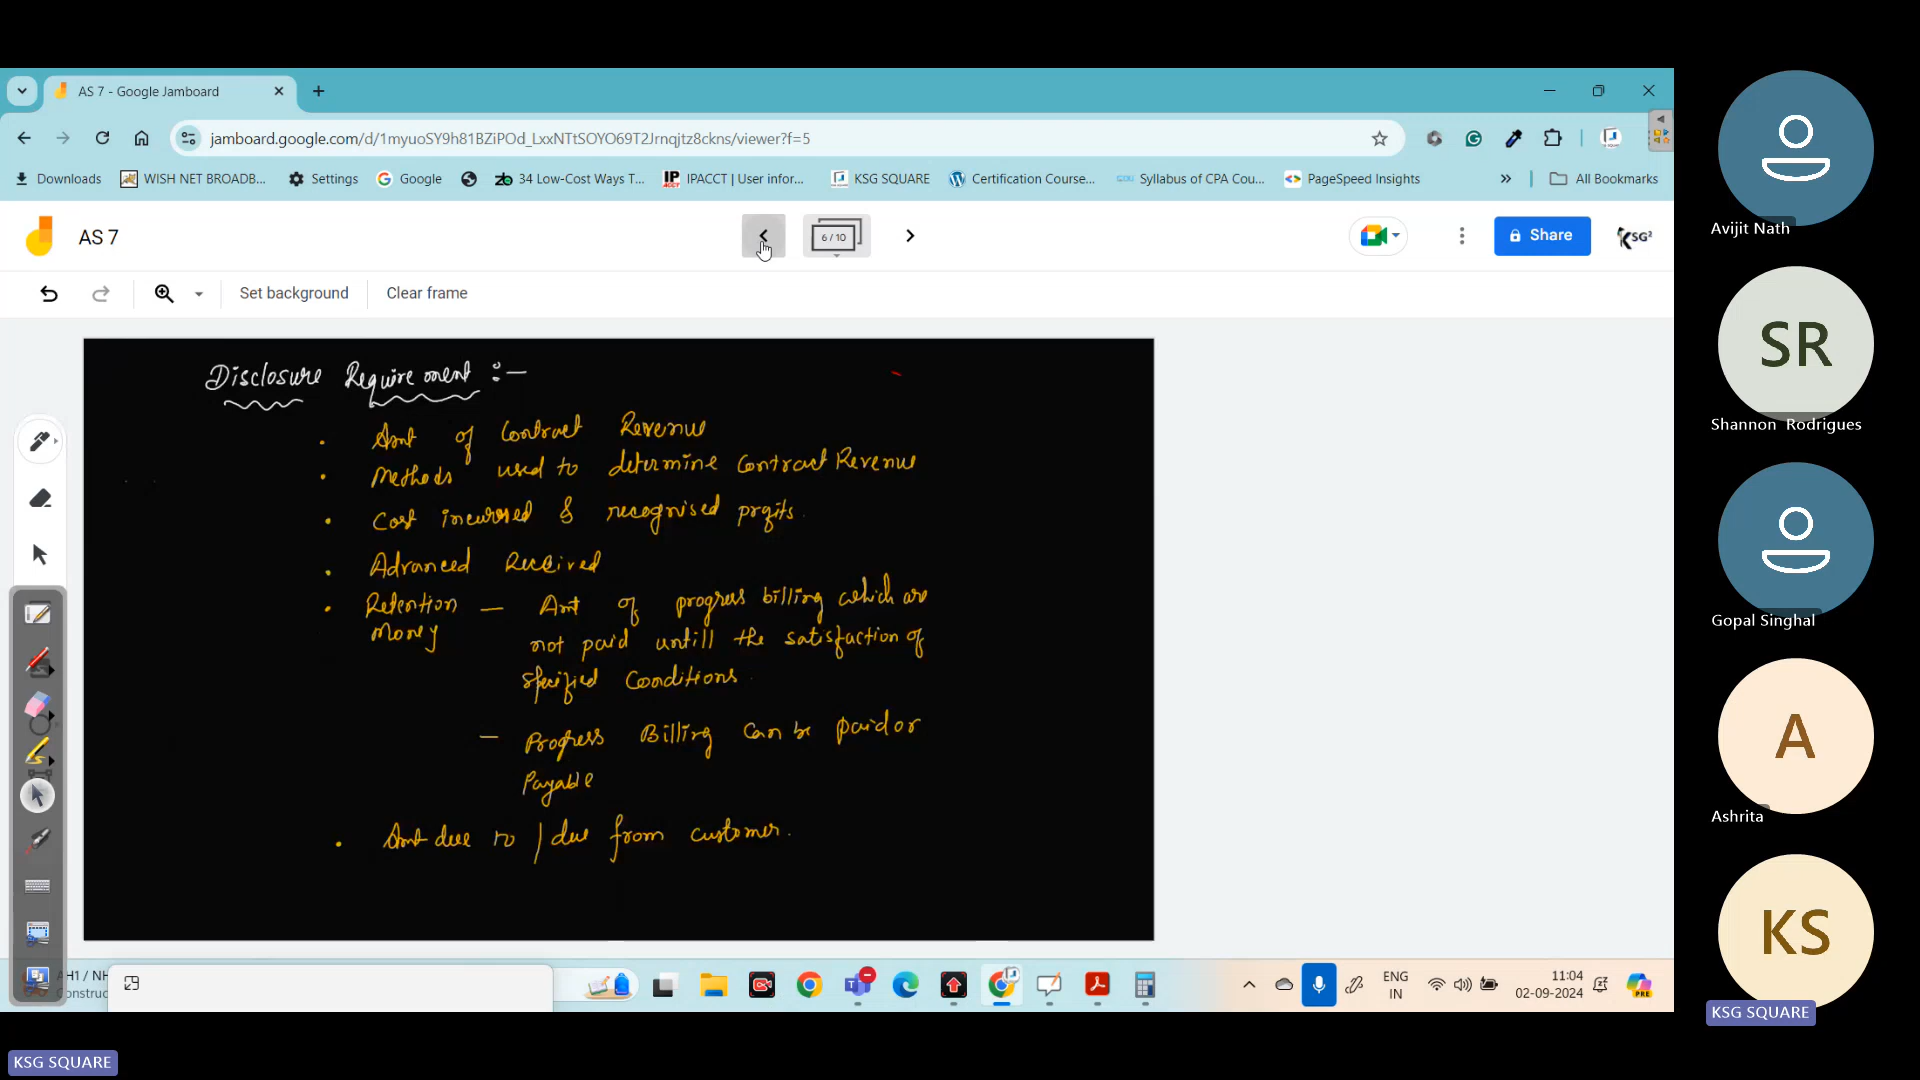 AS 7 - Google Jamboard
jamboard.google.com/d/1myuoSY9h81BZiPOd_LxxNTtSOYO69T2Jrnqjtz8ckns/viewer?f=5
Downloads
WISH NET BROADB...
Settings
Google
34 Low-Cost Ways T...
IPACCT | User infor...
KSG SQUARE
Certification Course...
Syllabus of CPA Cou...
PageSpeed Insights
»
All Bookmarks
AS 7
6 / 10
Share
KSG²
Set background
Clear frame
Disclosure Requirement :-
• Amt of Contract Revenue
• Methods used to determine Contract Revenue
• Cost incurred & recognised profits.
• Advanced Received
• Retention Money — Amt of progress billing which are
not paid untill the satisfaction of
specified Conditions.
— Progress Billing can be paid or
Payable
• Amt due to / due from customer.
AH1 / NH
Construc
ENG
IN
11:04
02-09-2024
PRE
Avijit Nath
SR
Shannon Rodrigues
Gopal Singhal
A
Ashrita
KS
KSG SQUARE
KSG SQUARE